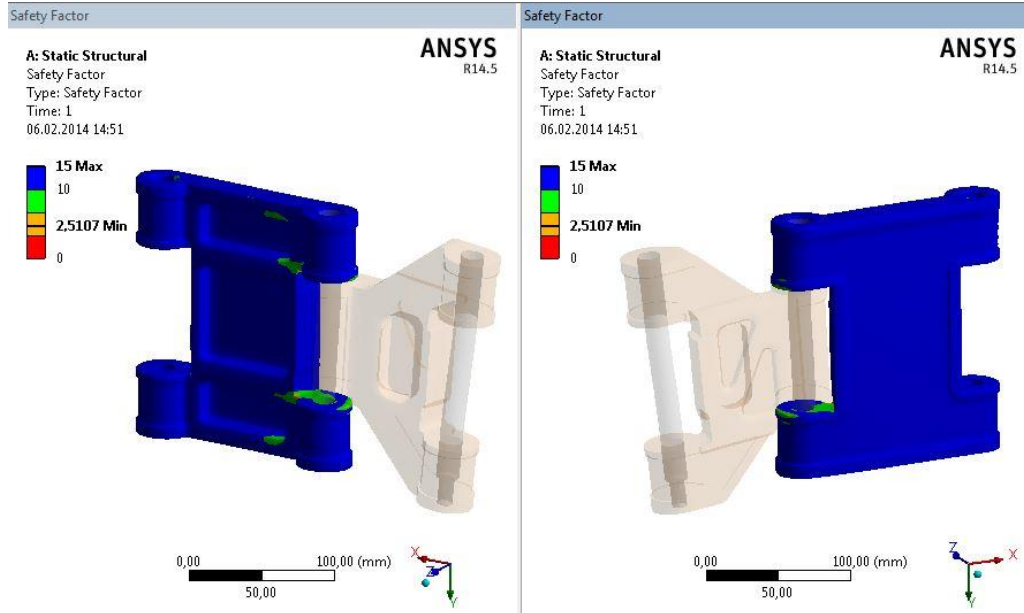 Safety Factor
ANSYS
R14.5
A: Static Structural
Safety Factor
Type: Safety Factor
Time: 1
06.02.2014 14:51
15 Max
10
2,5107 Min
0
0,00
100,00 (mm)
50,00
X
Z
Y
Safety Factor
ANSYS
R14.5
A: Static Structural
Safety Factor
Type: Safety Factor
Time: 1
06.02.2014 14:51
15 Max
10
2,5107 Min
0
0,00
100,00 (mm)
50,00
Z
X
Y